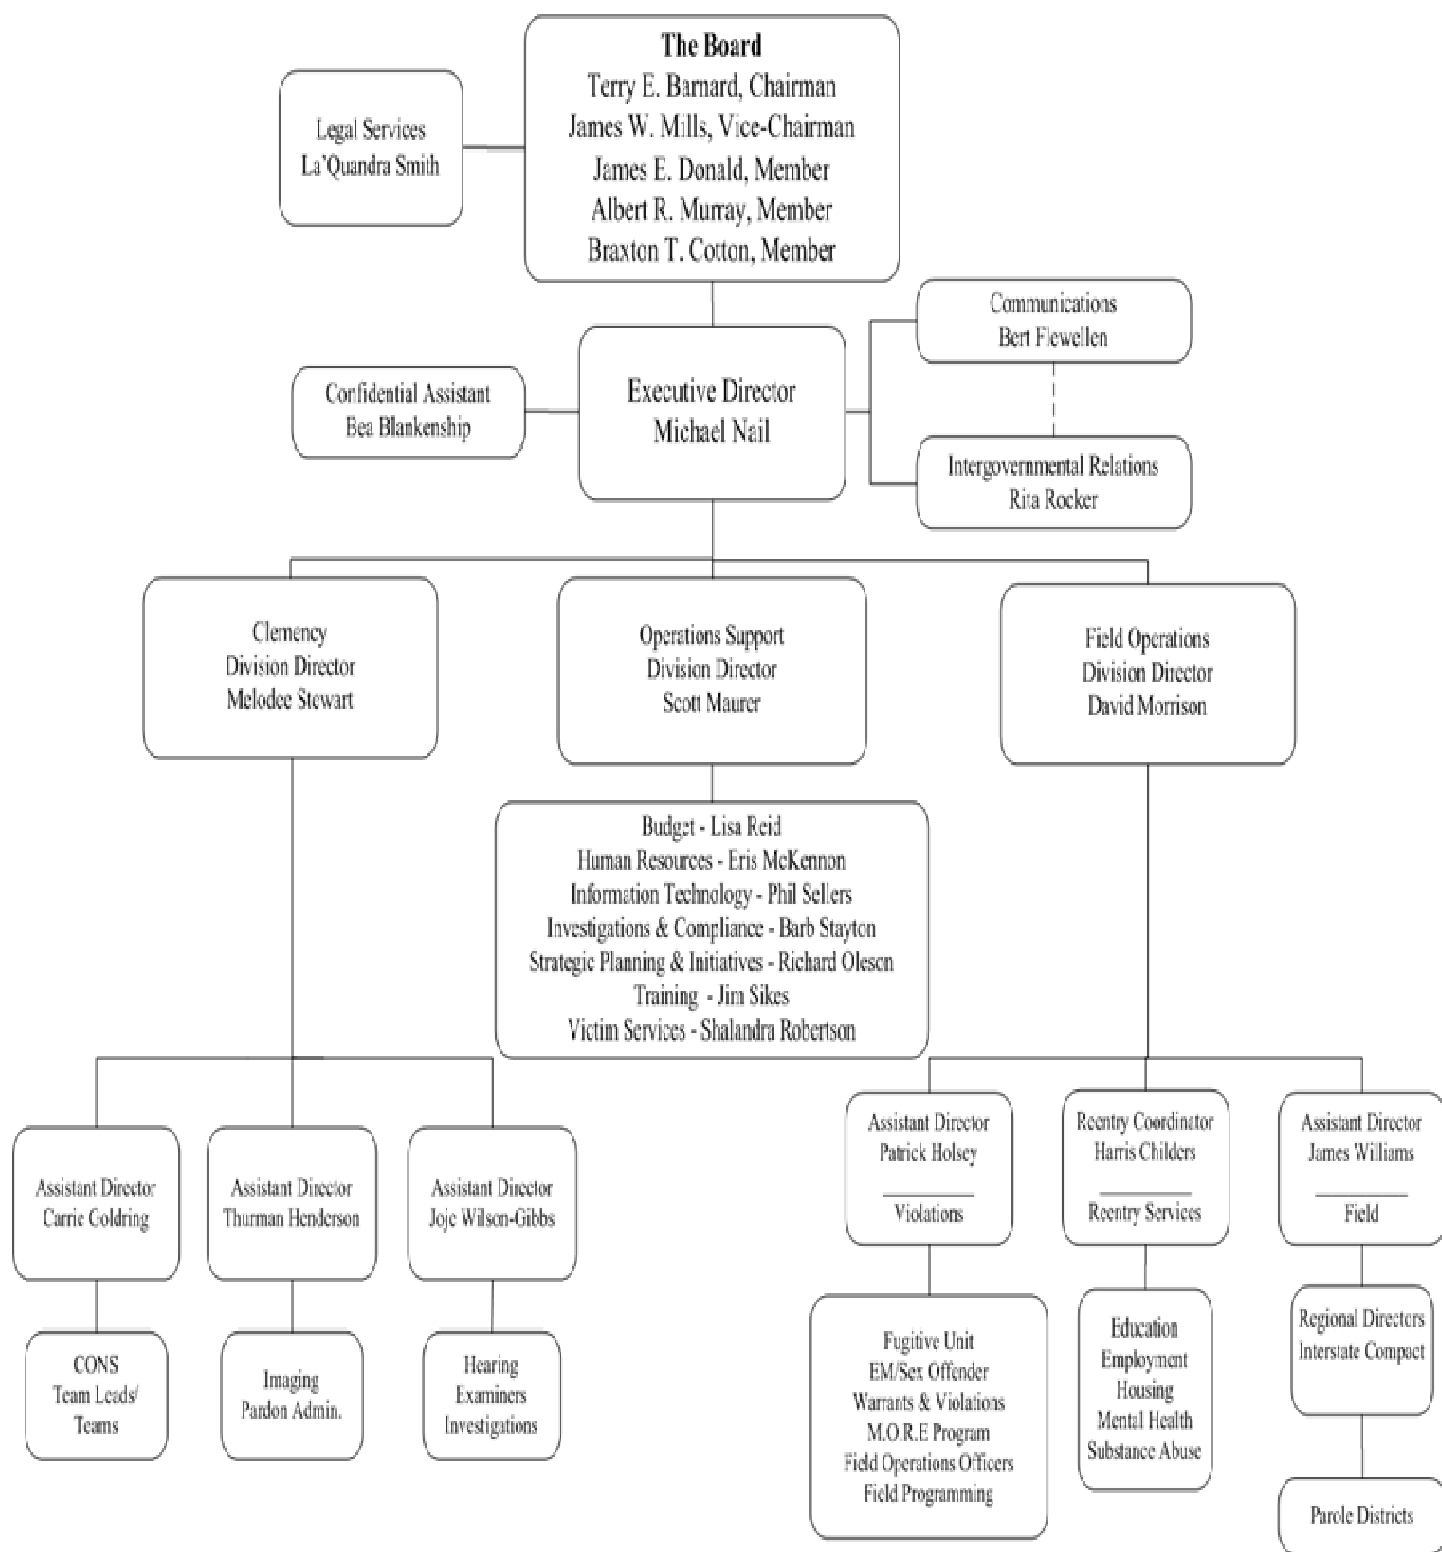 The Board
Terry E. Barnard, Chairman
James W. Mills, Vice-Chairman
James E. Donald, Member
Albert R. Murray, Member
Braxton T. Cotton, Member
Legal Services
La'Quandra Smith
Communications
Bert Flewellen
Confidential Assistant
Bea Blankenship
Executive Director
Michael Nail
Intergovernmental Relations
Rita Rocker
Clemency
Division Director
Melodee Stewart
Operations Support
Division Director
Scott Maurer
Field Operations
Division Director
David Morrison
Budget - Lisa Reid
Human Resources - Eris McKennon
Information Technology - Phil Sellers
Investigations & Compliance - Barb Stayton
Strategic Planning & Initiatives - Richard Oleson
Training - Jim Sikes
Victim Services - Shalandra Robertson
Assistant Director
Carrie Goldring
Assistant Director
Thurman Henderson
Assistant Director
Joje Wilson-Gibbs
Assistant Director
Patrick Holsey
Violations
Reentry Coordinator
Harris Childers
Reentry Services
Assistant Director
James Williams
Field
CONS
Team Leads/
Teams
Imaging
Pardon Admin.
Hearing
Examiners
Investigations
Fugitive Unit
EM/Sex Offender
Warrants & Violations
M.O.R.E Program
Field Operations Officers
Field Programming
Education
Employment
Housing
Mental Health
Substance Abuse
Regional Directors
Interstate Compact
Parole Districts